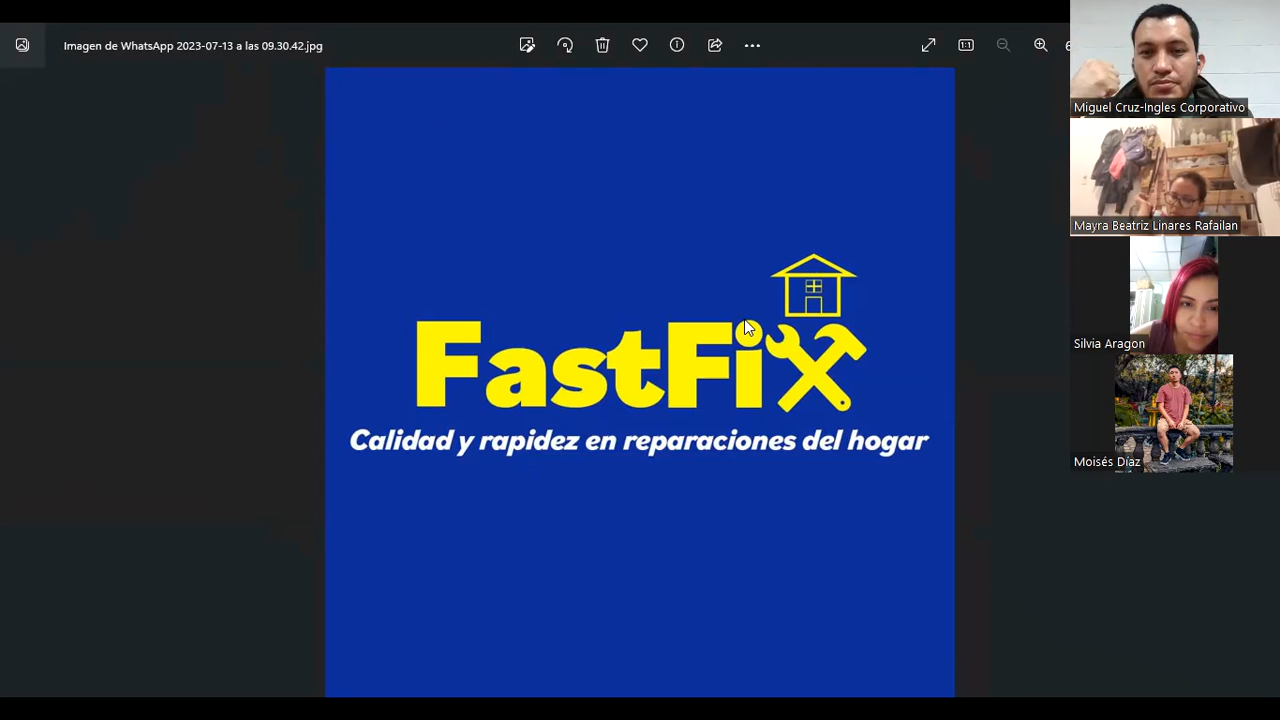 Imagen de WhatsApp 2023-07-13 a las 09.30.42.jpg
FastFix
Calidad y rapidez en reparaciones del hogar
Miguel Cruz-Ingles Corporativo
Mayra Beatriz Linares Rafailan
Silvia Aragon
Moisés Díaz